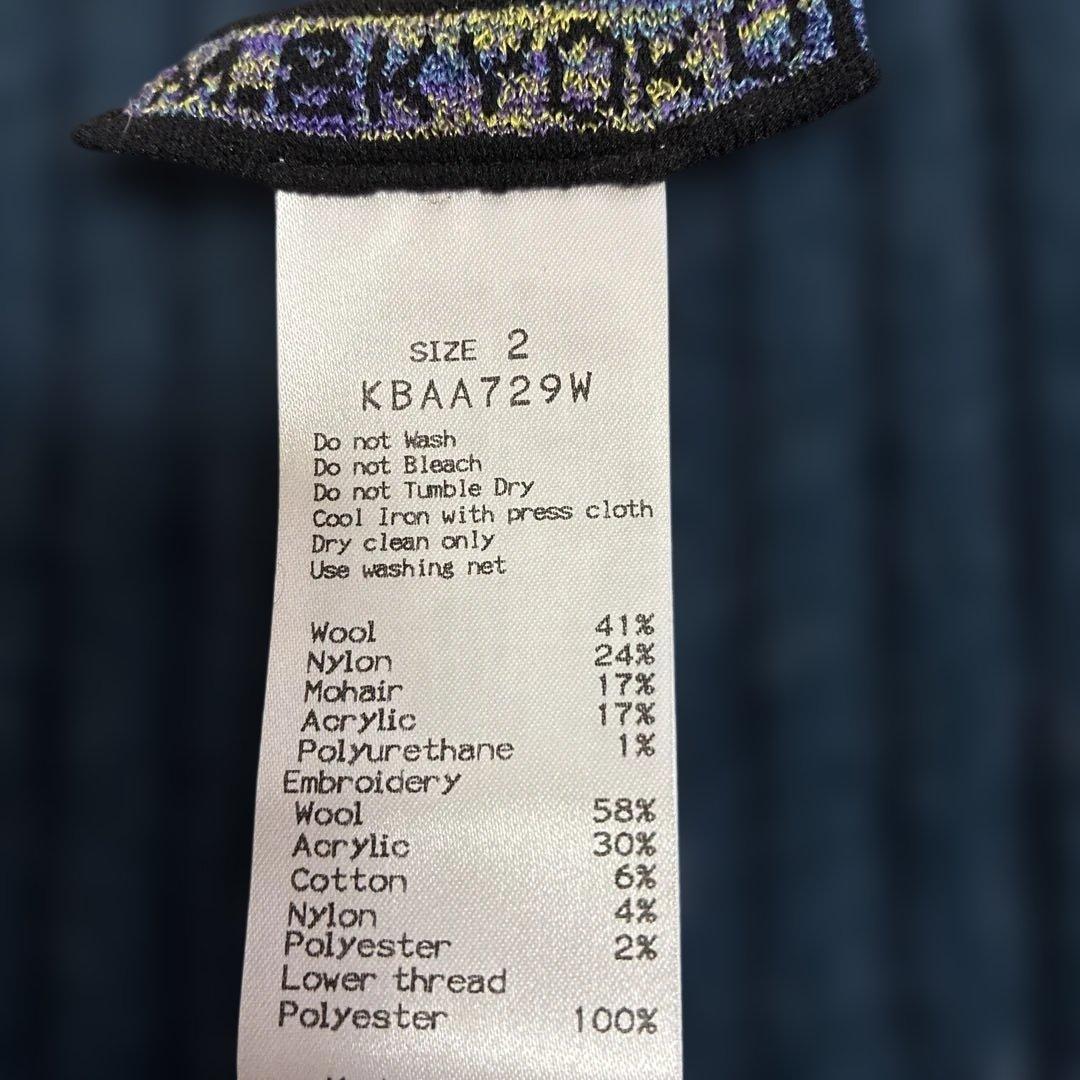 SIZE 2
KBAA729W
Do not Wash
Do not Bleach
Do not Tumble Dry
Cool Iron with press cloth
Dry clean only
Use washing net
Wool 41%
Nylon 24%
Mohair 17%
Acrylic 17%
Polyurethane 1%
Embroidery
Wool 58%
Acrylic 30%
Cotton 6%
Nylon 4%
Polyester 2%
Lower thread
Polyester 100%